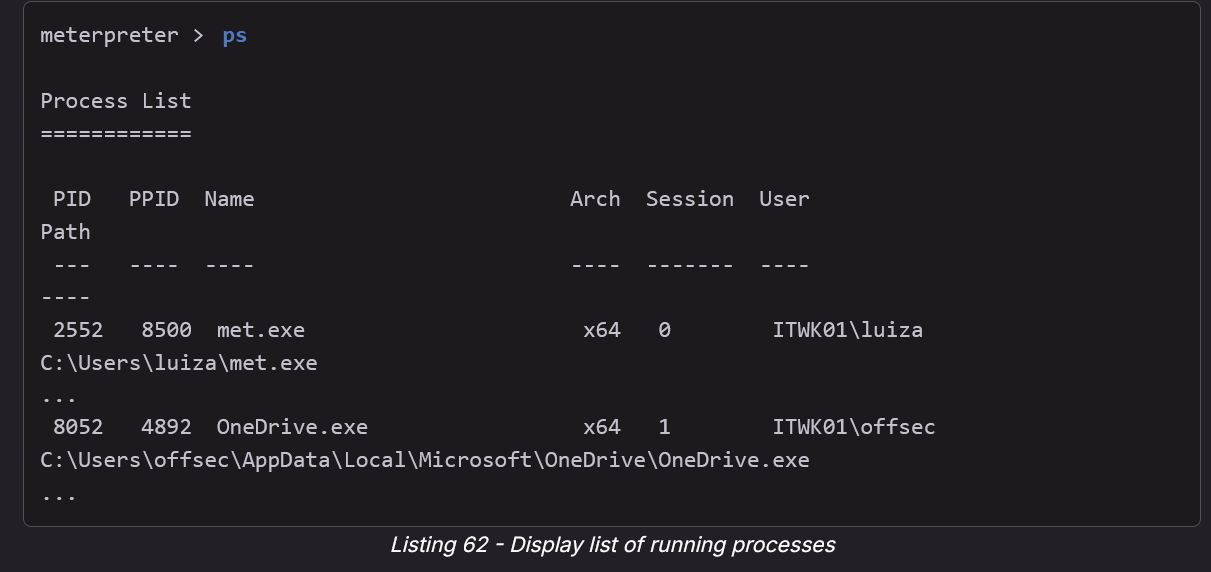 meterpreter > ps
Process List
============
PID PPID Name Arch Session User
Path
--- ---- ---- ---- ------- ----
----
2552 8500 met.exe x64 0 ITWK01\luiza
C:\Users\luiza\met.exe
...
8052 4892 OneDrive.exe x64 1 ITWK01\offsec
C:\Users\offsec\AppData\Local\Microsoft\OneDrive\OneDrive.exe
...
Listing 62 - Display list of running processes